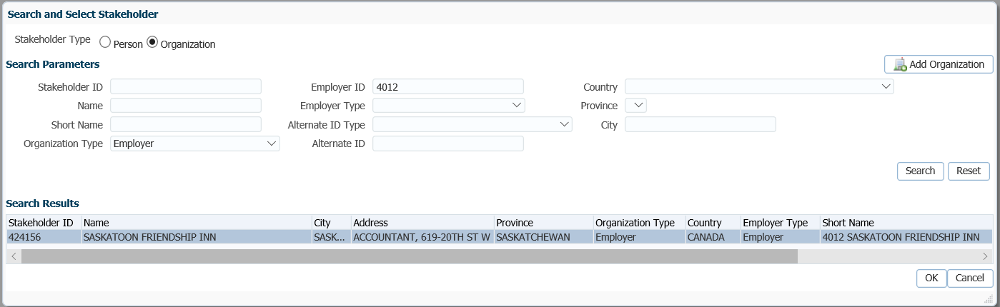 Search and Select Stakeholder
Stakeholder Type Person Organization
Search Parameters Add Organization
Stakeholder ID Employer ID 4012 Country
Name Employer Type Province
Short Name Alternate ID Type City
Organization Type Employer Alternate ID
Search Reset
Search Results
Stakeholder ID Name City Address Province Organization Type Country Employer Type Short Name
424156 SASKATOON FRIENDSHIP INN SASK... ACCOUNTANT, 619-20TH ST W SASKATCHEWAN Employer CANADA Employer 4012 SASKATOON FRIENDSHIP INN
OK Cancel